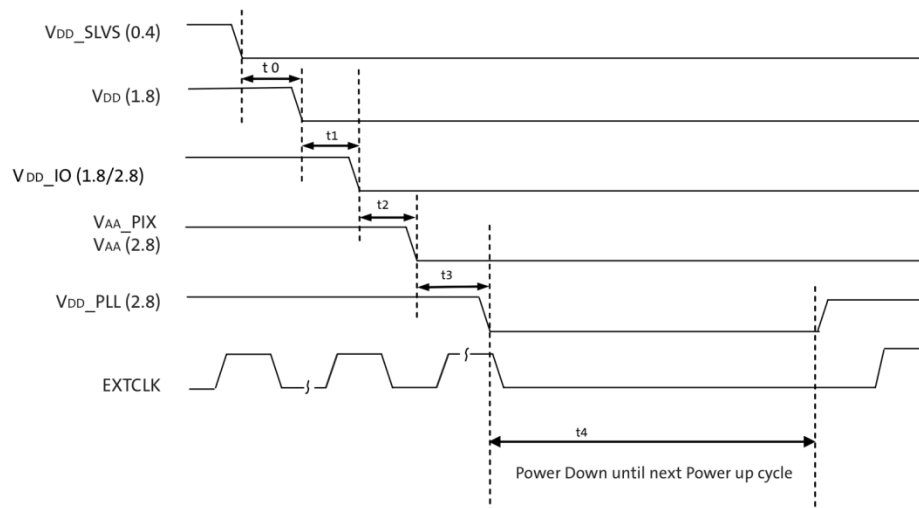 VDD_SLVS (0.4)
t 0
VDD (1.8)
t1
VDD_IO (1.8/2.8)
t2
VAA_PIX
VAA (2.8)
t3
VDD_PLL (2.8)
EXTCLK
t4
Power Down until next Power up cycle